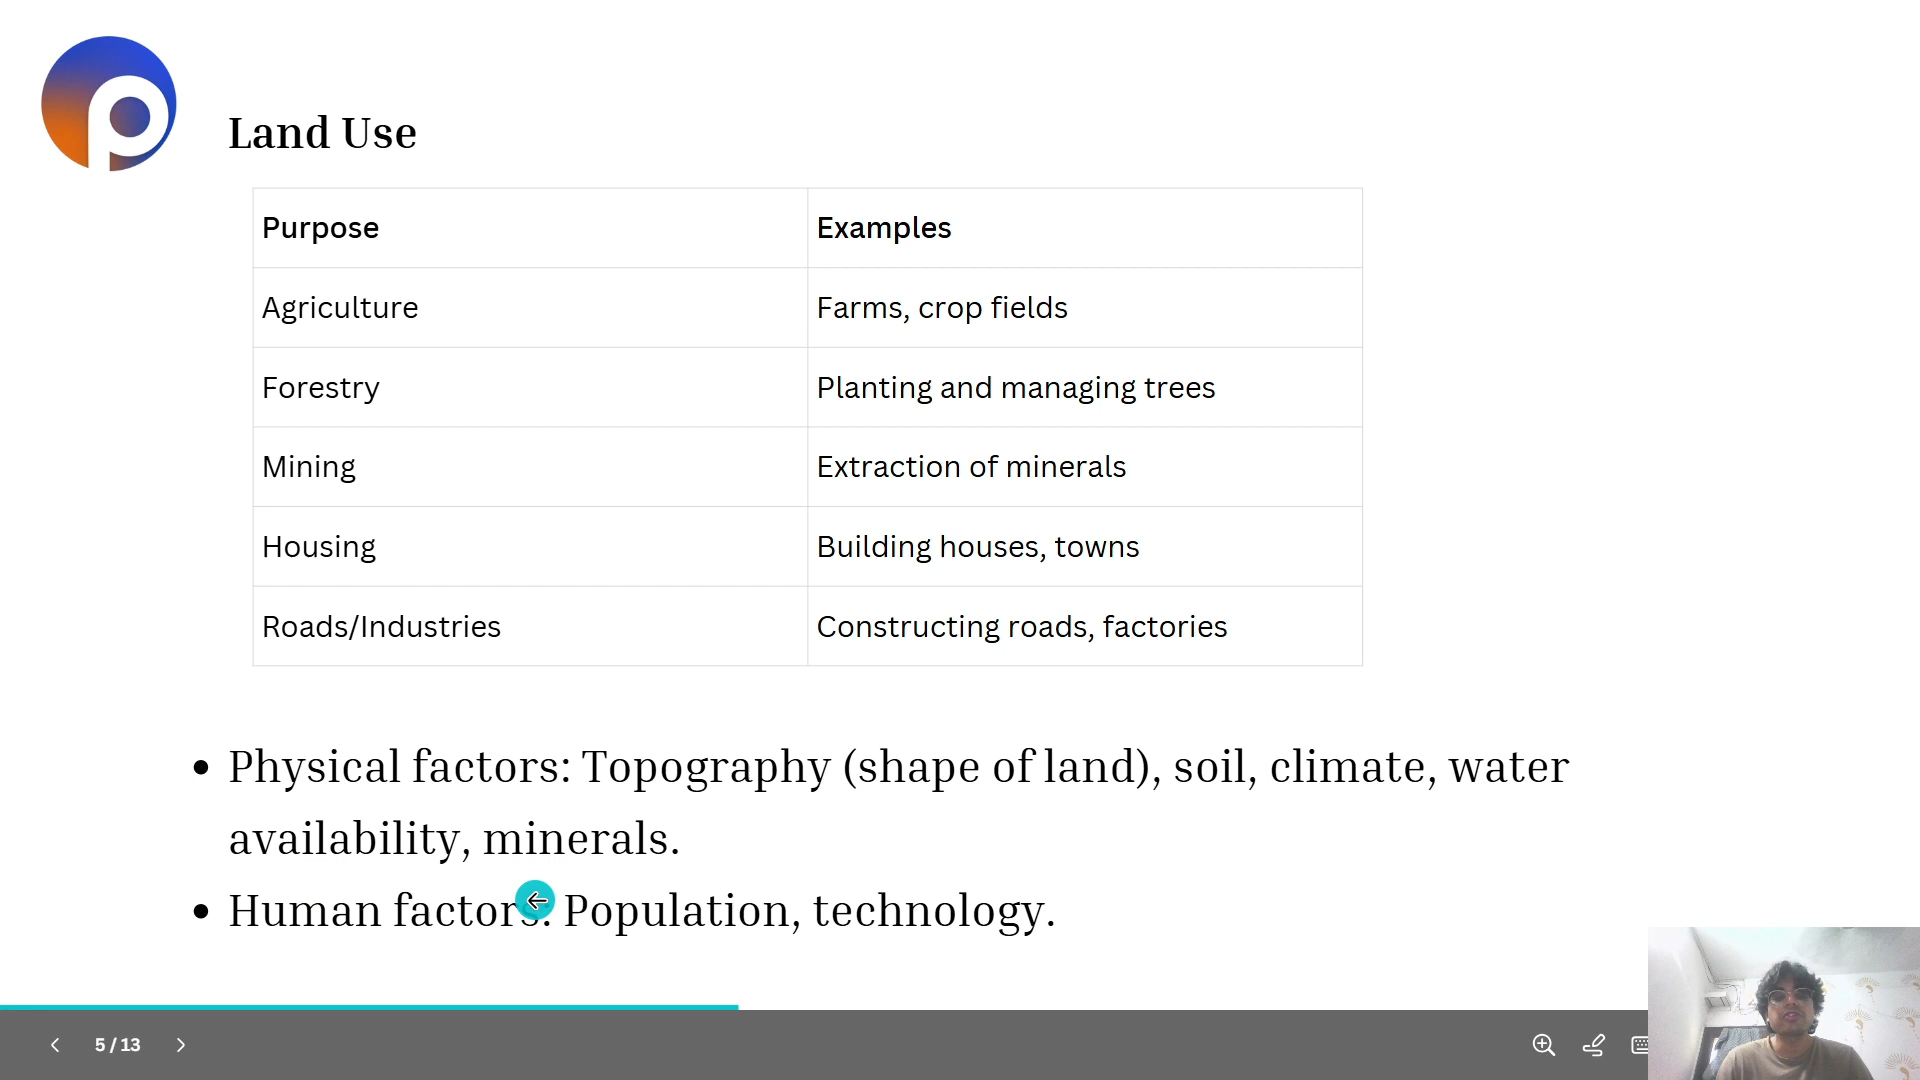 Land Use
Purpose Examples
Agriculture Farms, crop fields
Forestry Planting and managing trees
Mining Extraction of minerals
Housing Building houses, towns
Roads/Industries Constructing roads, factories
• Physical factors: Topography (shape of land), soil, climate, water
availability, minerals.
• Human factors: Population, technology.
5 / 13